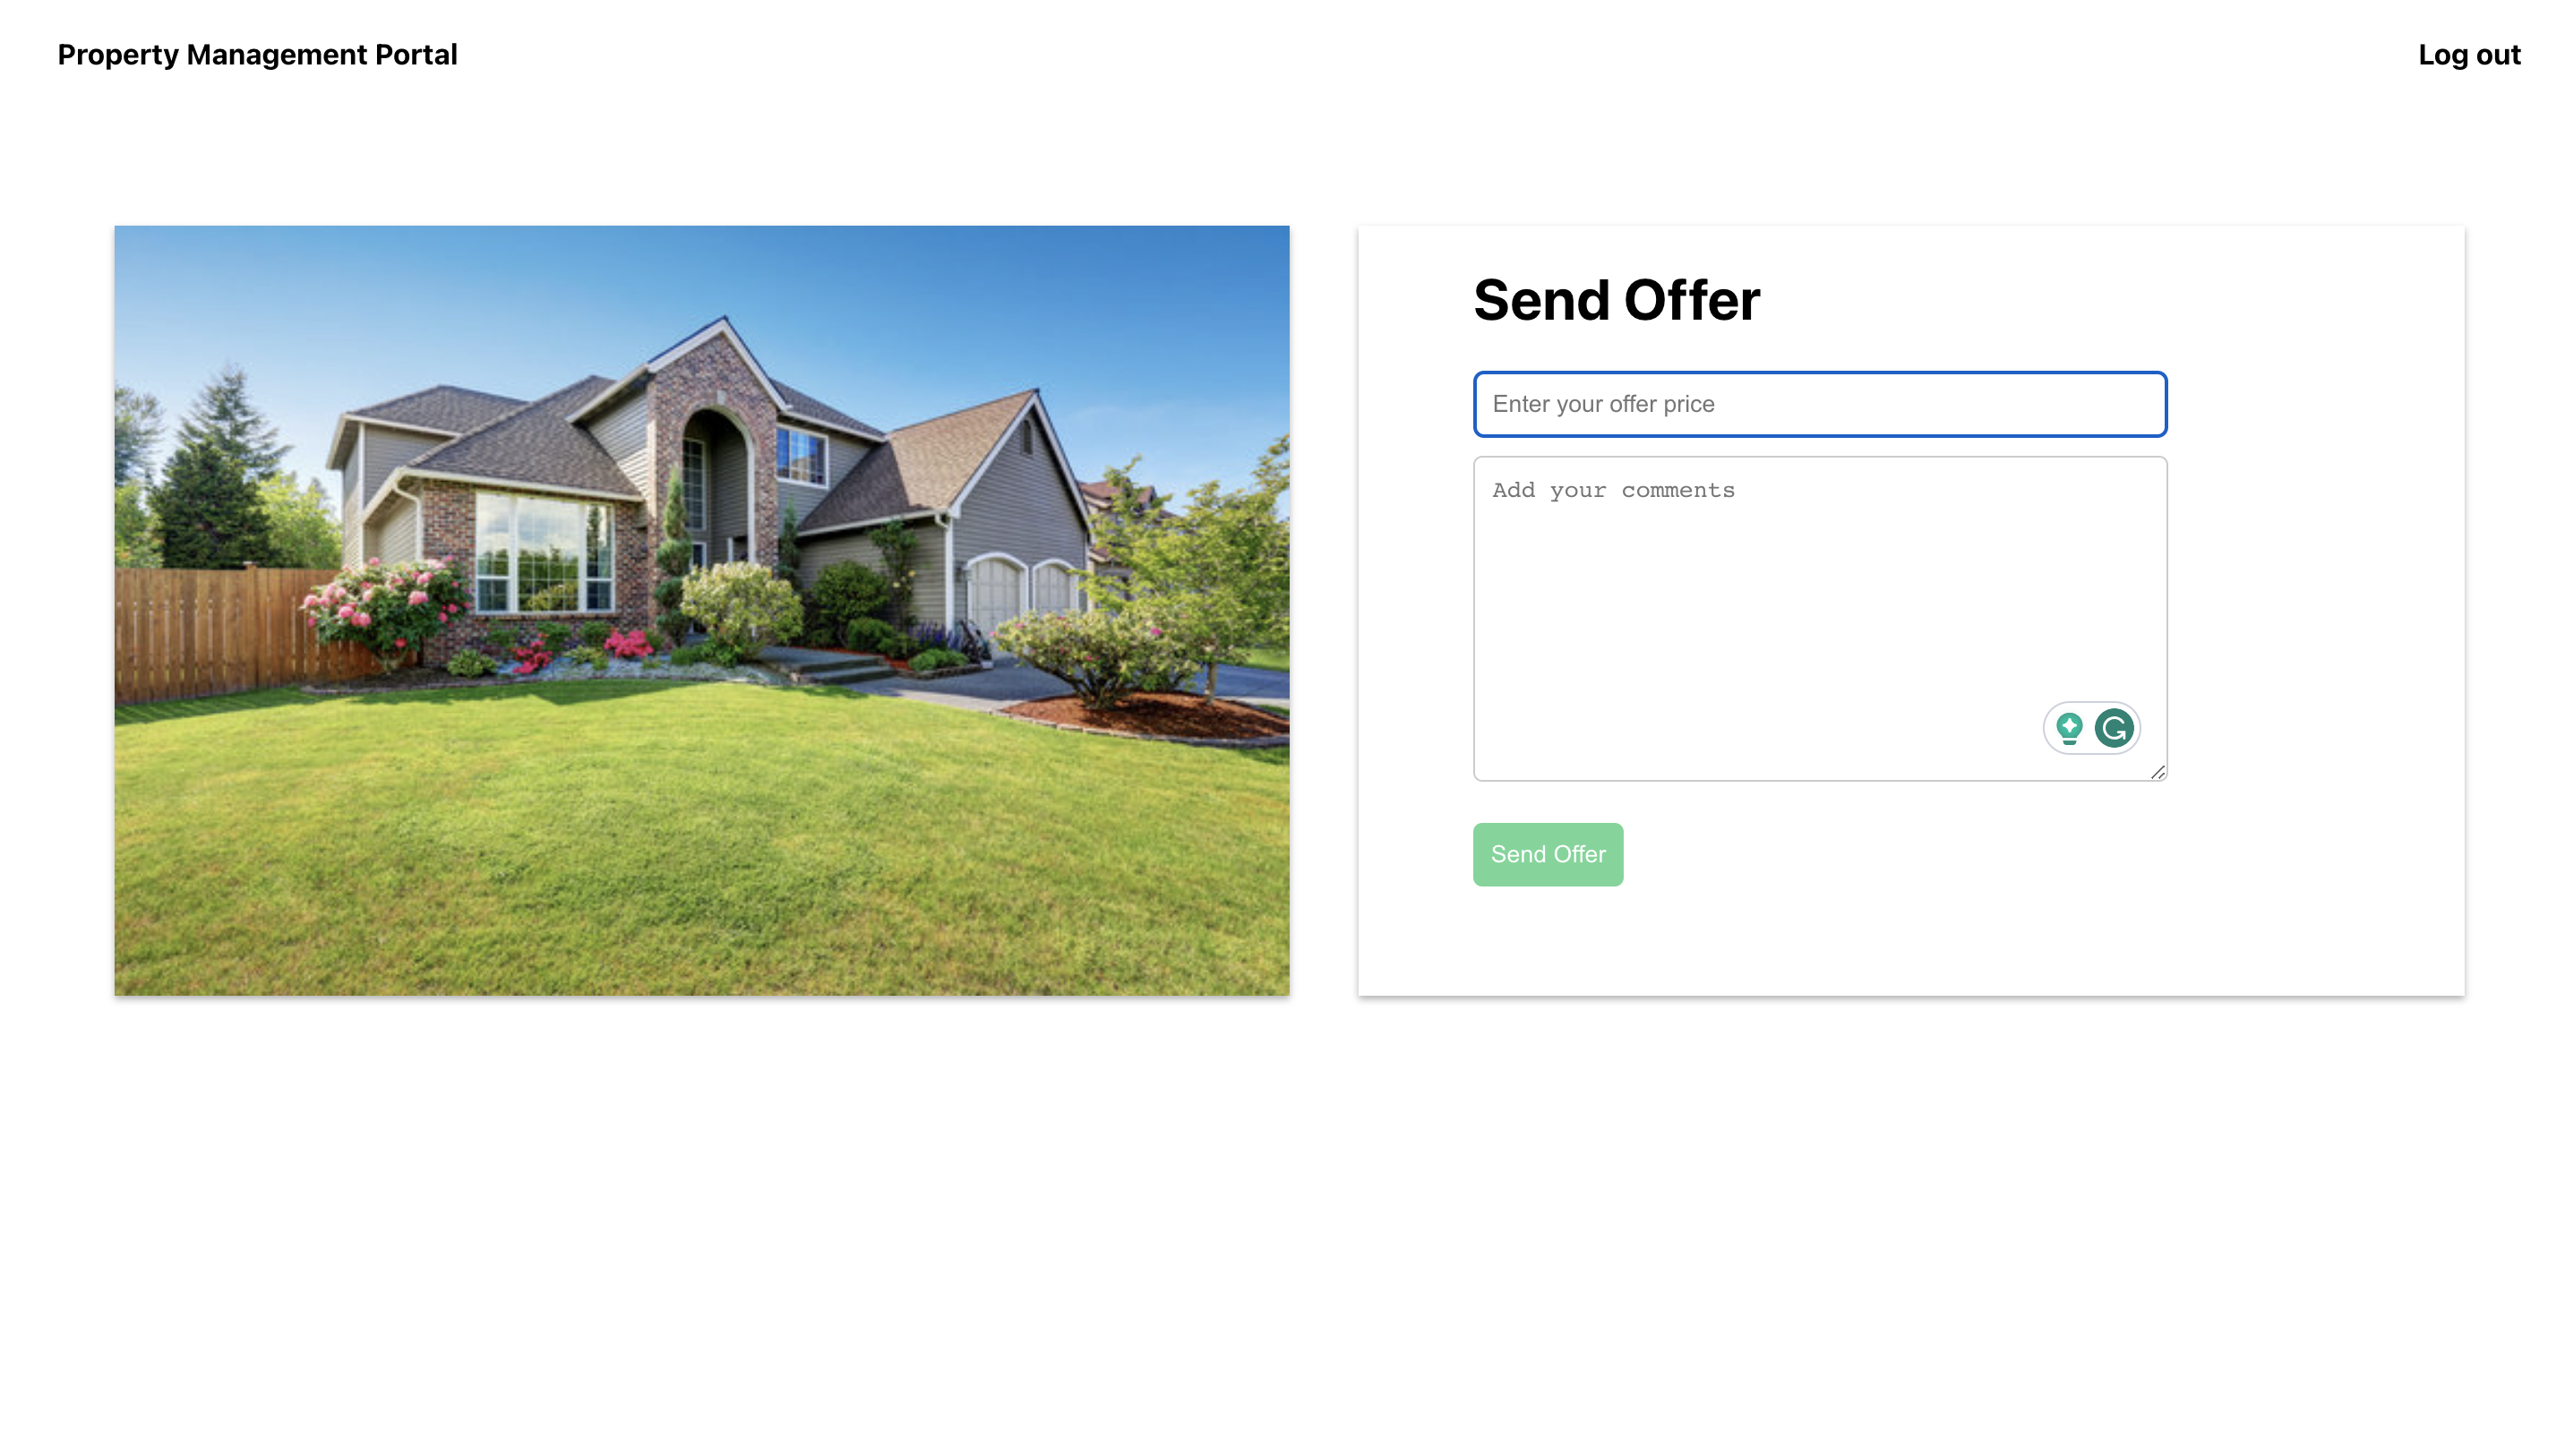 Property Management Portal
Log out
Send Offer
Enter your offer price
Add your comments
Send Offer